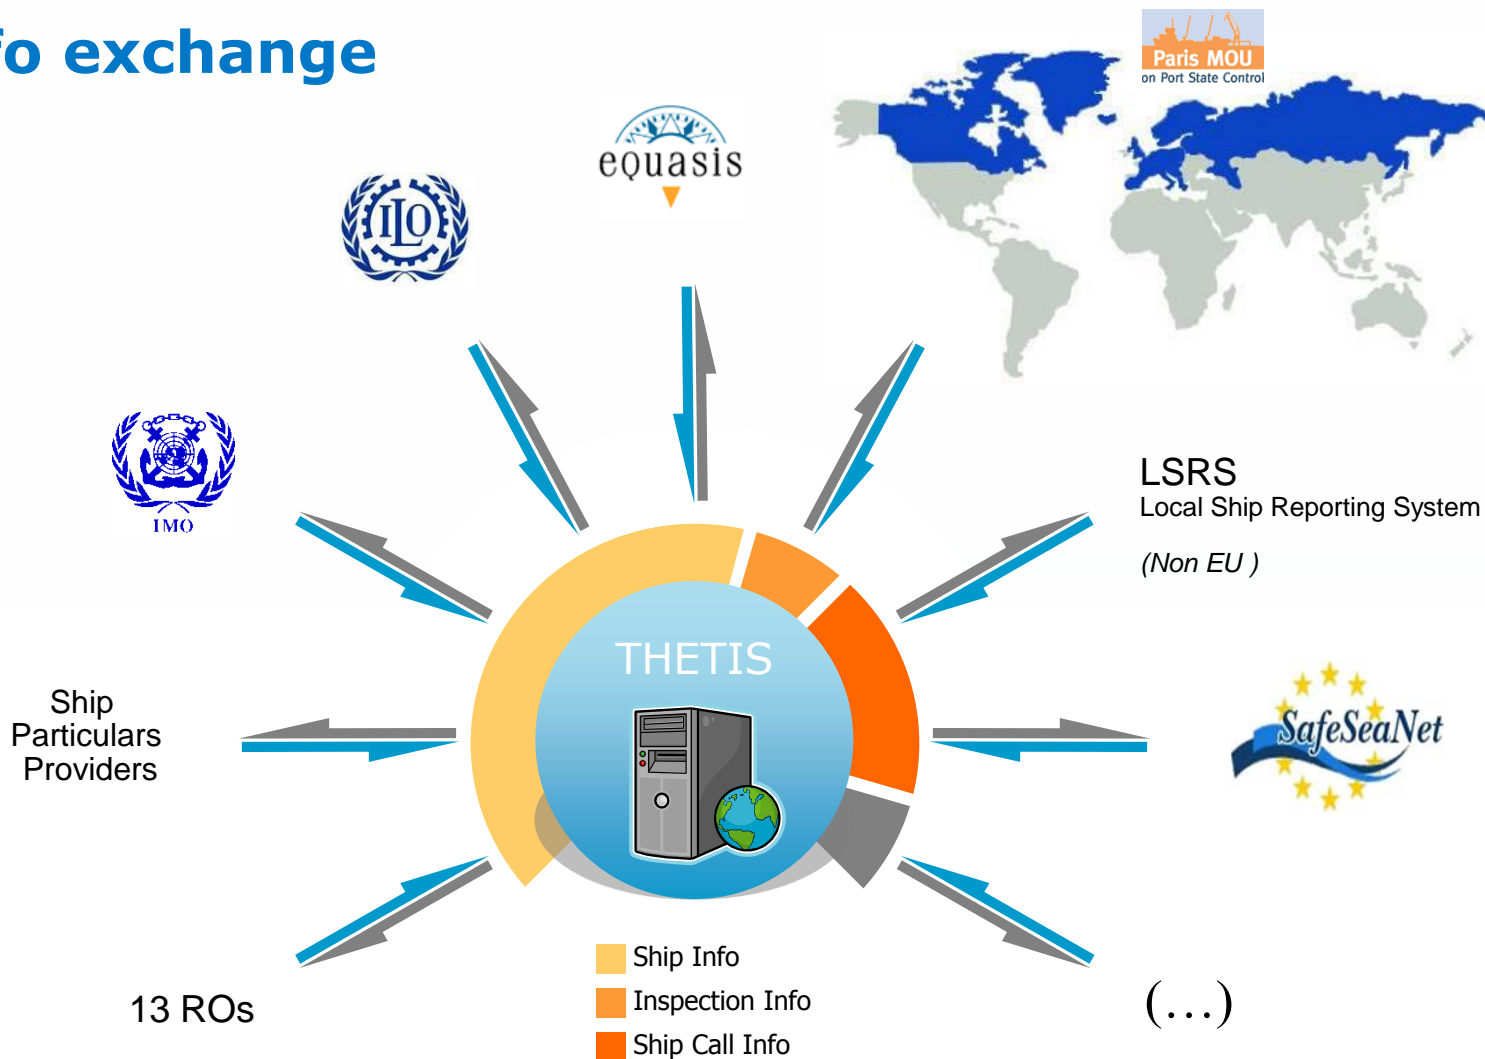 fo exchange
Paris MOU
on Port State Control
equasis
ILO
IMO
LSRS
Local Ship Reporting System
(Non EU )
THETIS
Ship
Particulars
Providers
SafeSeaNet
13 ROs
Ship Info
Inspection Info
Ship Call Info
(…)